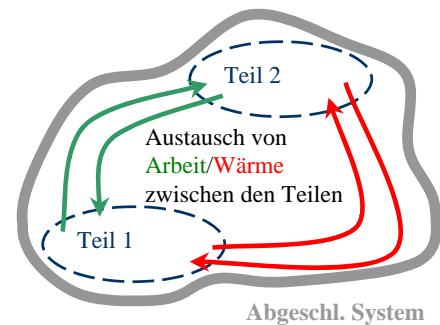 Teil 2
Austausch von
Arbeit/Wärme
zwischen den Teilen
Teil 1
Abgeschl. System